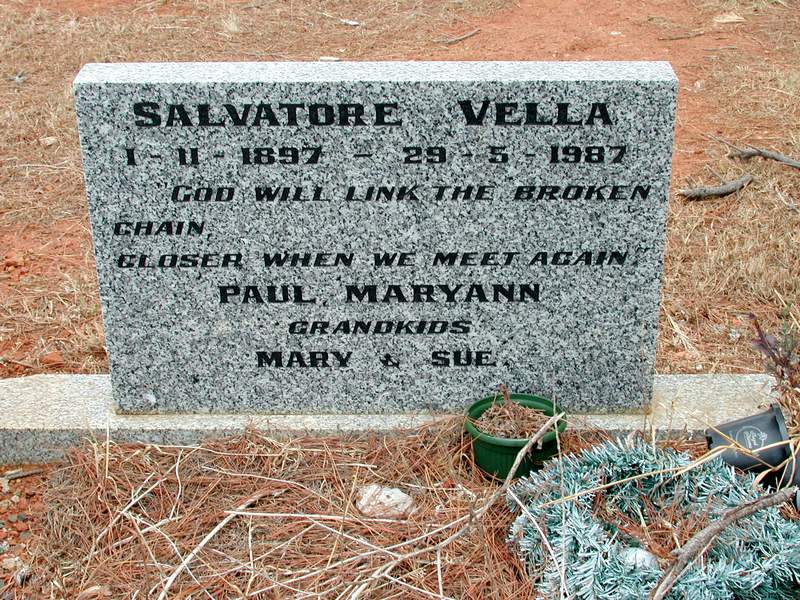 SALVATORE VELLA
1-11-1897 - 29-5-1987
"GOD WILL LINK THE BROKEN
CHAIN,
CLOSER WHEN WE MEET AGAIN."
PAUL, MARYANN
GRANDKIDS
MARY & SUE.